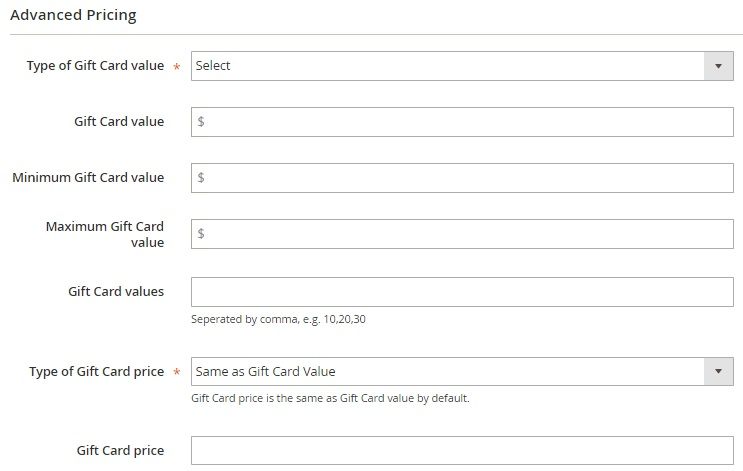 Advanced Pricing
Type of Gift Card value * Select
Gift Card value $
Minimum Gift Card value $
Maximum Gift Card
value $
Gift Card values
Seperated by comma, e.g. 10,20,30
Type of Gift Card price * Same as Gift Card Value
Gift Card price is the same as Gift Card value by default.
Gift Card price